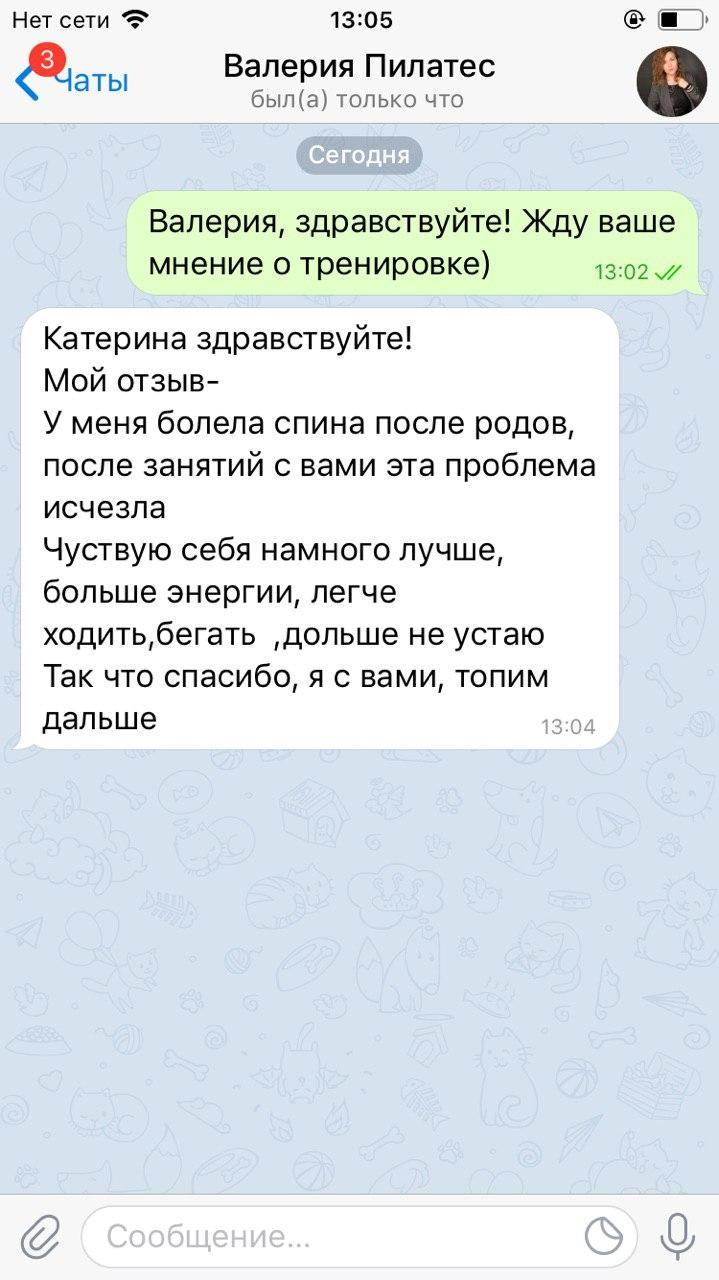 Нет сети 13:05
3
Чаты
Валерия Пилатес
был(а) только что
Сегодня
Валерия, здравствуйте! Жду ваше
мнение о тренировке)
13:02
Катерина здравствуйте!
Мой отзыв-
У меня болела спина после родов,
после занятий с вами эта проблема
исчезла
Чуствую себя намного лучше,
больше энергии, легче
ходить,бегать  ,дольше не устаю
Так что спасибо, я с вами, топим
дальше
13:04
Сообщение...